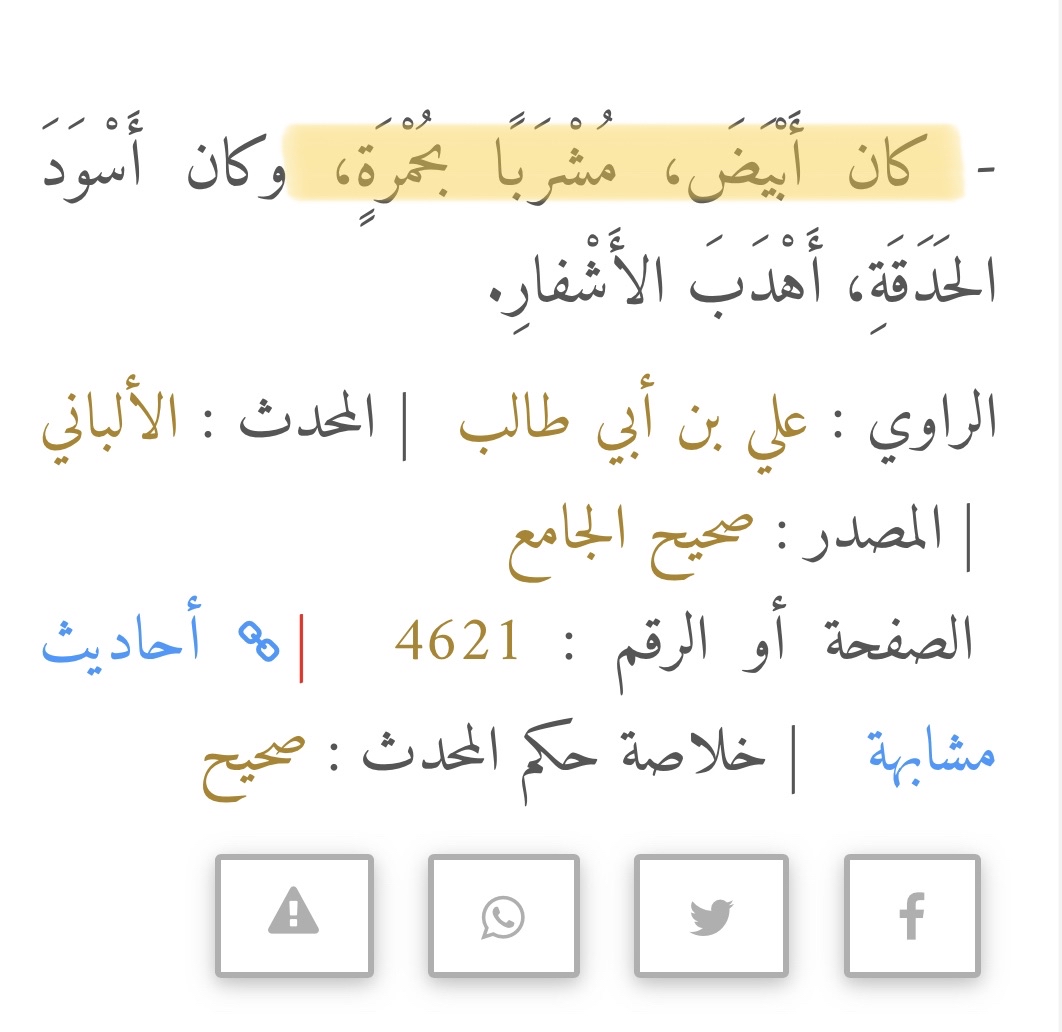 - كان أَبْيَضَ، مُشْرَبًا بحُمْرَةٍ، وكان أَسْودَ
الحَدَقَةِ، أَهْدَبَ الأَشْفارِ.
الراوي : علي بن أبي طالب | المحدث : الألباني
| المصدر : صحيح الجامع
الصفحة أو الرقم : 4621 | أحاديث
مشابهة | خلاصة حكم المحدث : صحيح